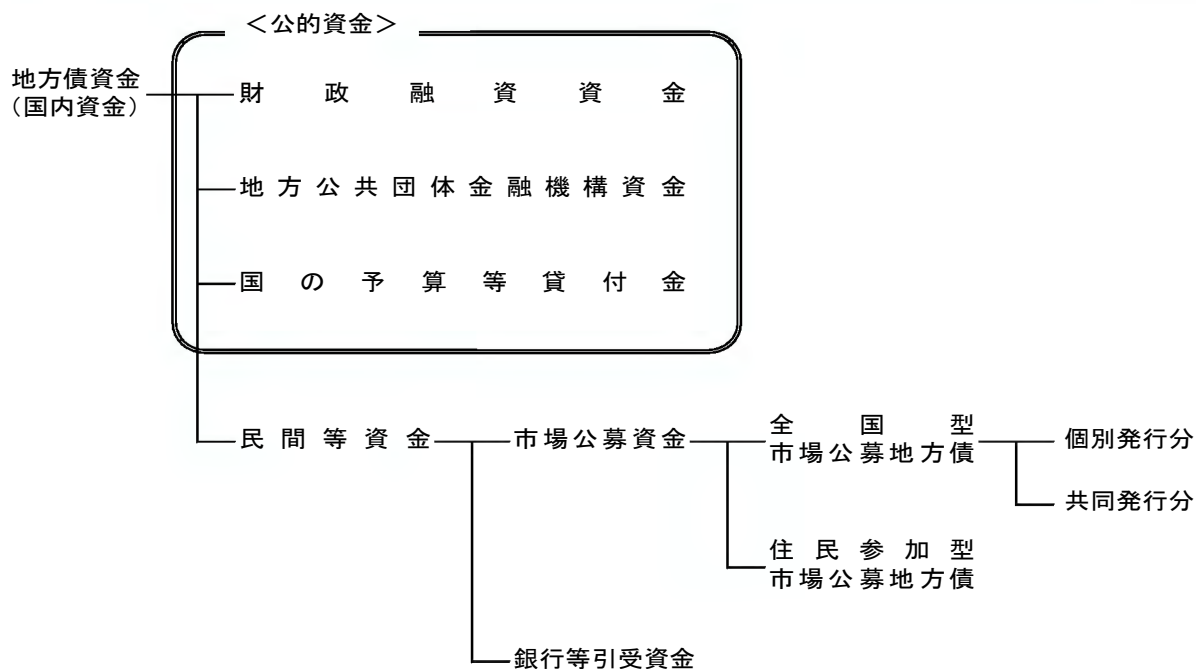 ＜公的資金＞
地方債資金
（国内資金）
財政融資資金
地方公共団体金融機構資金
国の予算等貸付金
民間等資金
市場公募資金
全国型
市場公募地方債
個別発行分
共同発行分
住民参加型
市場公募地方債
銀行等引受資金